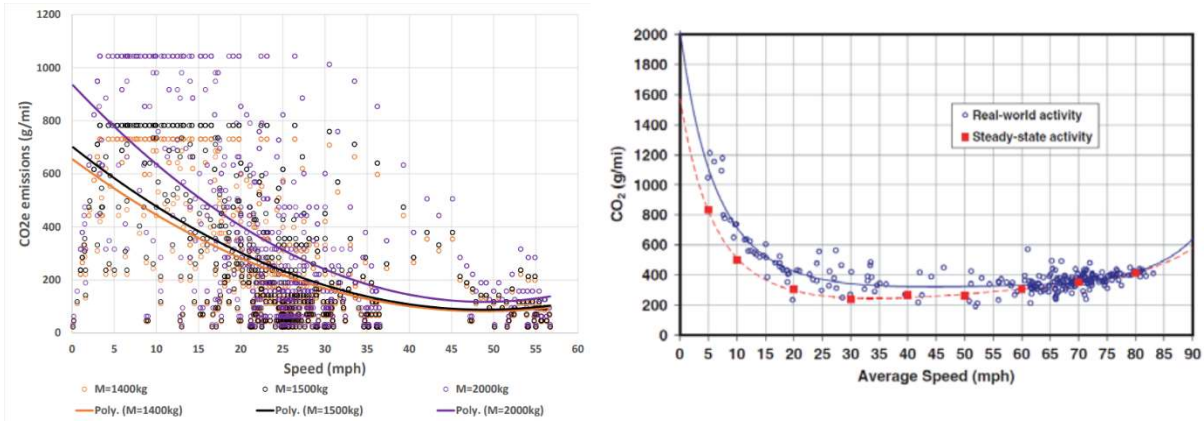 1200
1000
800
600
400
200
0
CO2e emissions (g/mi)
0 5 10 15 20 25 30 35 40 45 50 55 60
Speed (mph)
M=1400kg M=1500kg M=2000kg
Poly. (M=1400kg) Poly. (M=1500kg) Poly. (M=2000kg)
2000
1800
1600
1400
1200
1000
800
600
400
200
0
CO₂ (g/mi)
Real-world activity
Steady-state activity
0 5 10 15 20 25 30 35 40 45 50 55 60 65 70 75 80 85 90
Average Speed (mph)